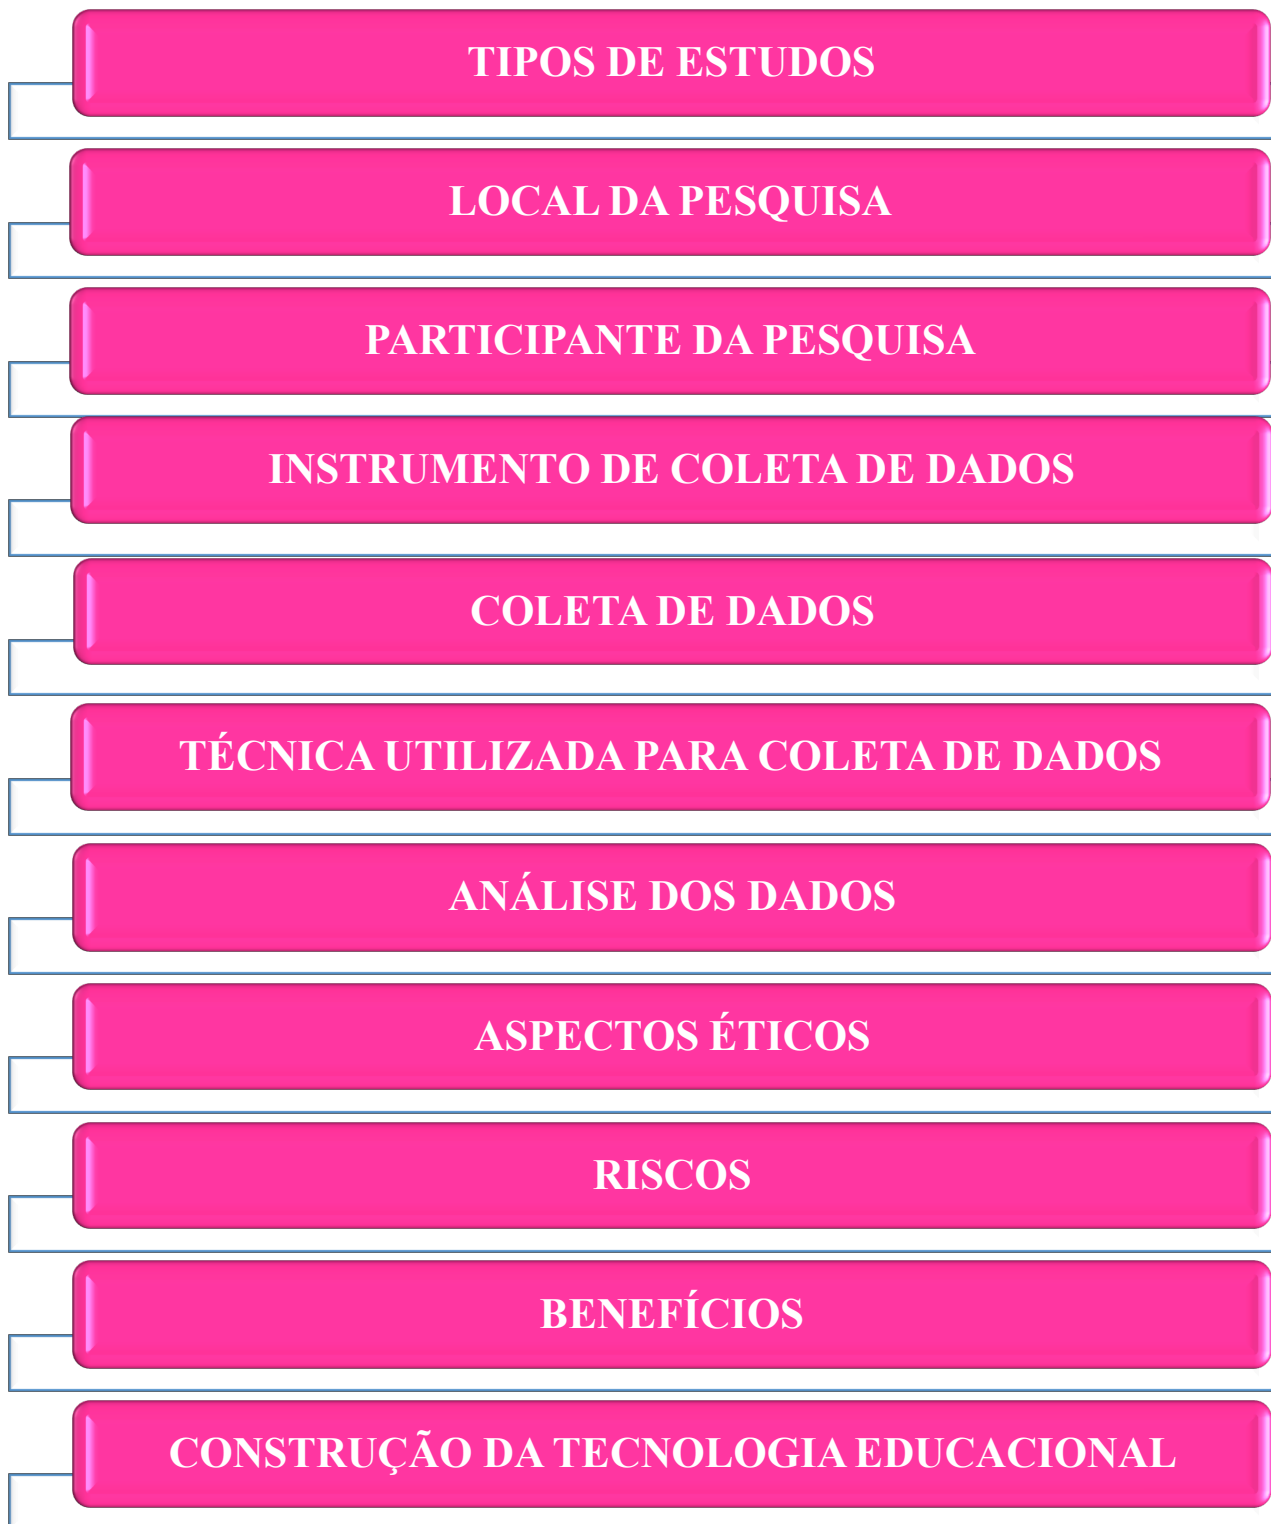 TIPOS DE ESTUDOS
LOCAL DA PESQUISA
PARTICIPANTE DA PESQUISA
INSTRUMENTO DE COLETA DE DADOS
COLETA DE DADOS
TÉCNICA UTILIZADA PARA COLETA DE DADOS
ANÁLISE DOS DADOS
ASPECTOS ÉTICOS
RISCOS
BENEFÍCIOS
CONSTRUÇÃO DA TECNOLOGIA EDUCACIONAL